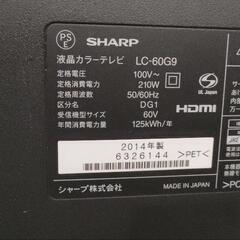 PS
E
SHARP
液晶カラーテレビ LC-60G9
定格電圧 : 100V~
定格消費電力 : 210W
定格周波数 : 50/60Hz
区分名 : DG1
受信機型サイズ : 60V
年間消費電力量 : 125kWh/年
UL Japan
HDMI
2014年製
6326144 >PET<
シャープ株式会社
MADE IN JAPAN